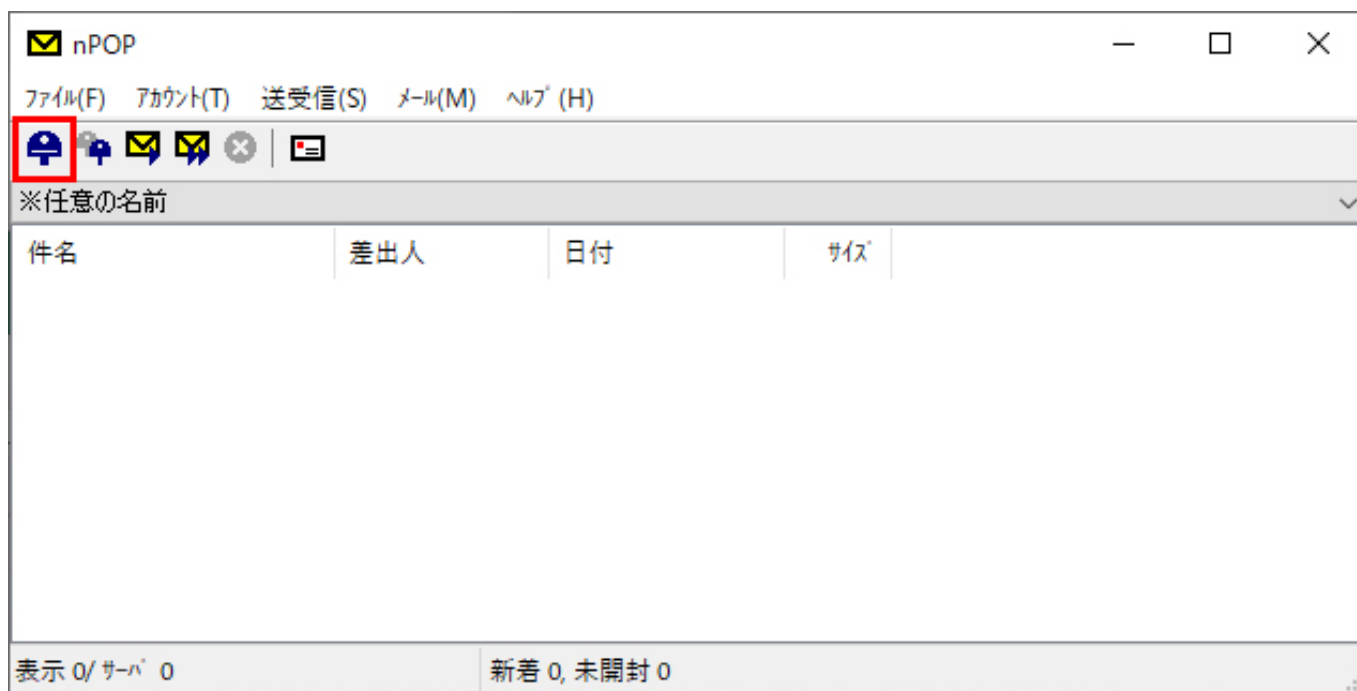 nPOP
ﾌｧｲﾙ(F) ｱｶｳﾝﾄ(T) 送受信(S) ﾒｰﾙ(M) ﾍﾙﾌﾟ(H)
※任意の名前
件名 差出人 日付 ｻｲｽﾞ
表示 0/ ｻｰﾊﾞ 0 新着 0, 未開封 0